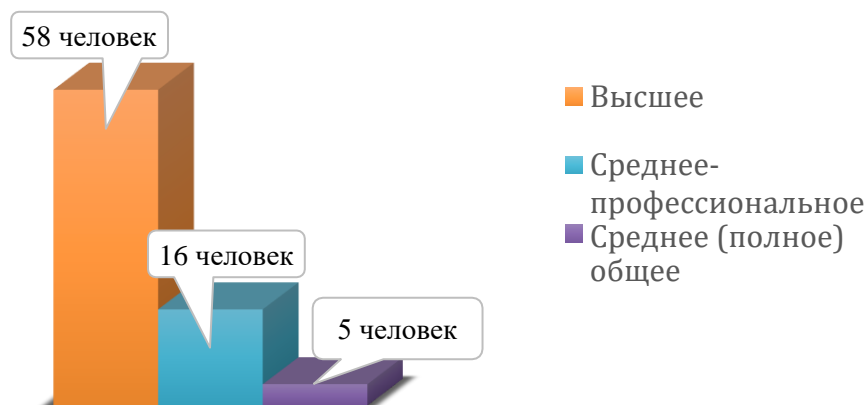 58 человек
16 человек
5 человек
Высшее
Среднее-
профессиональное
Среднее (полное)
общее